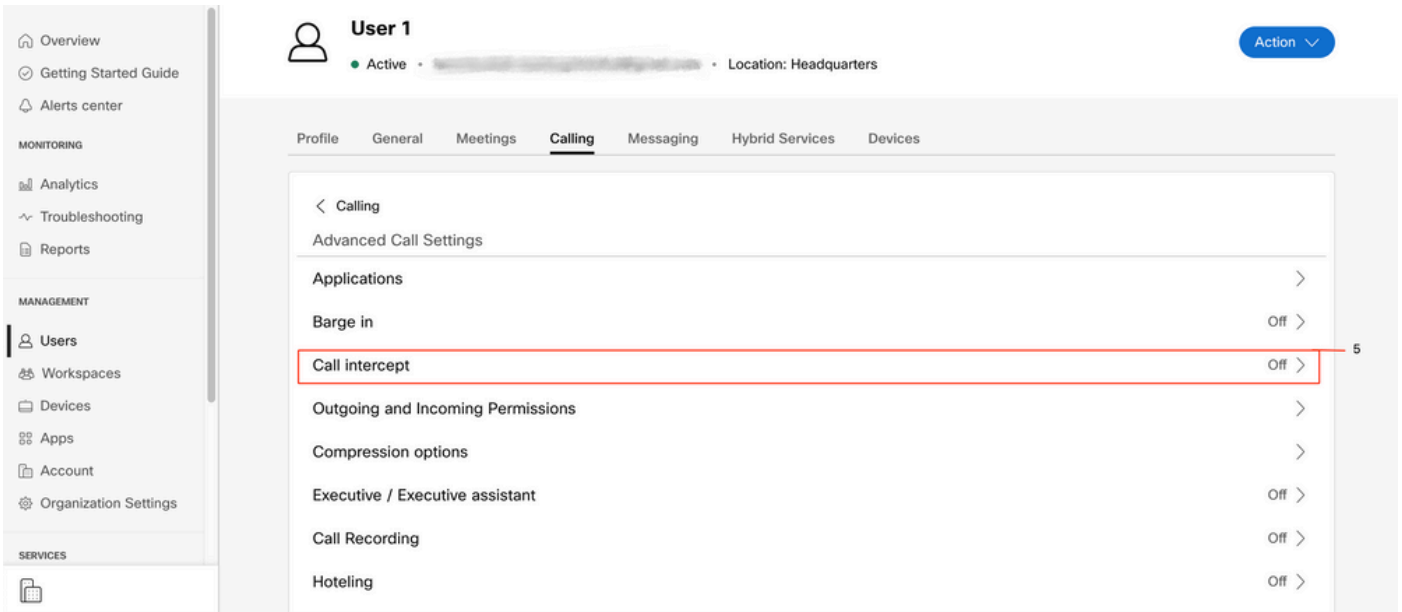 Overview
Getting Started Guide
Alerts center
MONITORING
Analytics
Troubleshooting
Reports
MANAGEMENT
Users
Workspaces
Devices
Apps
Account
Organization Settings
SERVICES
User 1
Active • • Location: Headquarters
Action
Profile General Meetings Calling Messaging Hybrid Services Devices
Calling
Advanced Call Settings
Applications
Barge in Off
Call intercept Off
5
Outgoing and Incoming Permissions
Compression options
Executive / Executive assistant Off
Call Recording Off
Hoteling Off